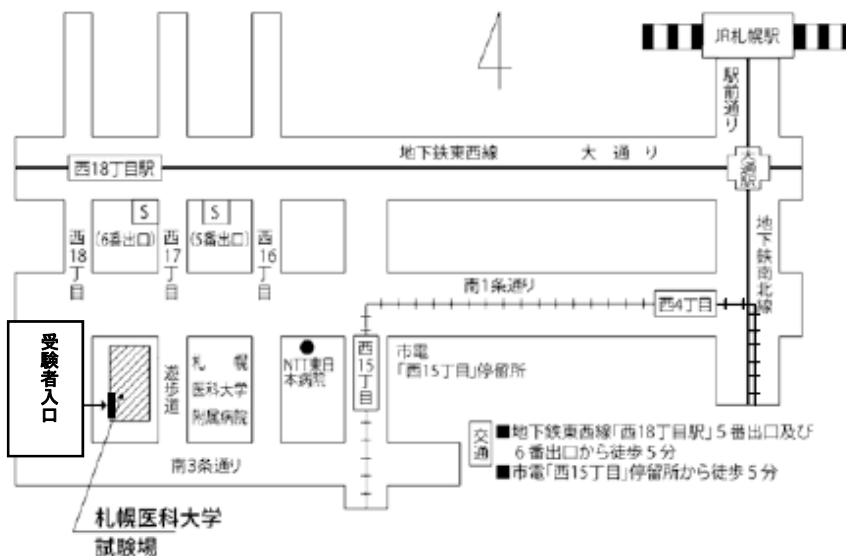 JR札幌駅
駅前通り
地下鉄東西線 大通り
西18丁目駅
大通駅
S
S
(6番出口)
(5番出口)
西18丁目
西17丁目
西16丁目
地下鉄南北線
南1条通り
西4丁目
受験者入口
遊歩道
札幌
医科大学
附属病院
NTT東日
本病院
西15丁目
市電
「西15丁目」停留所
南3条通り
交通
■地下鉄東西線「西18丁目駅」5番出口及び
6番出口から徒歩5分
■市電「西15丁目」停留所から徒歩5分
札幌医科大学
試験場